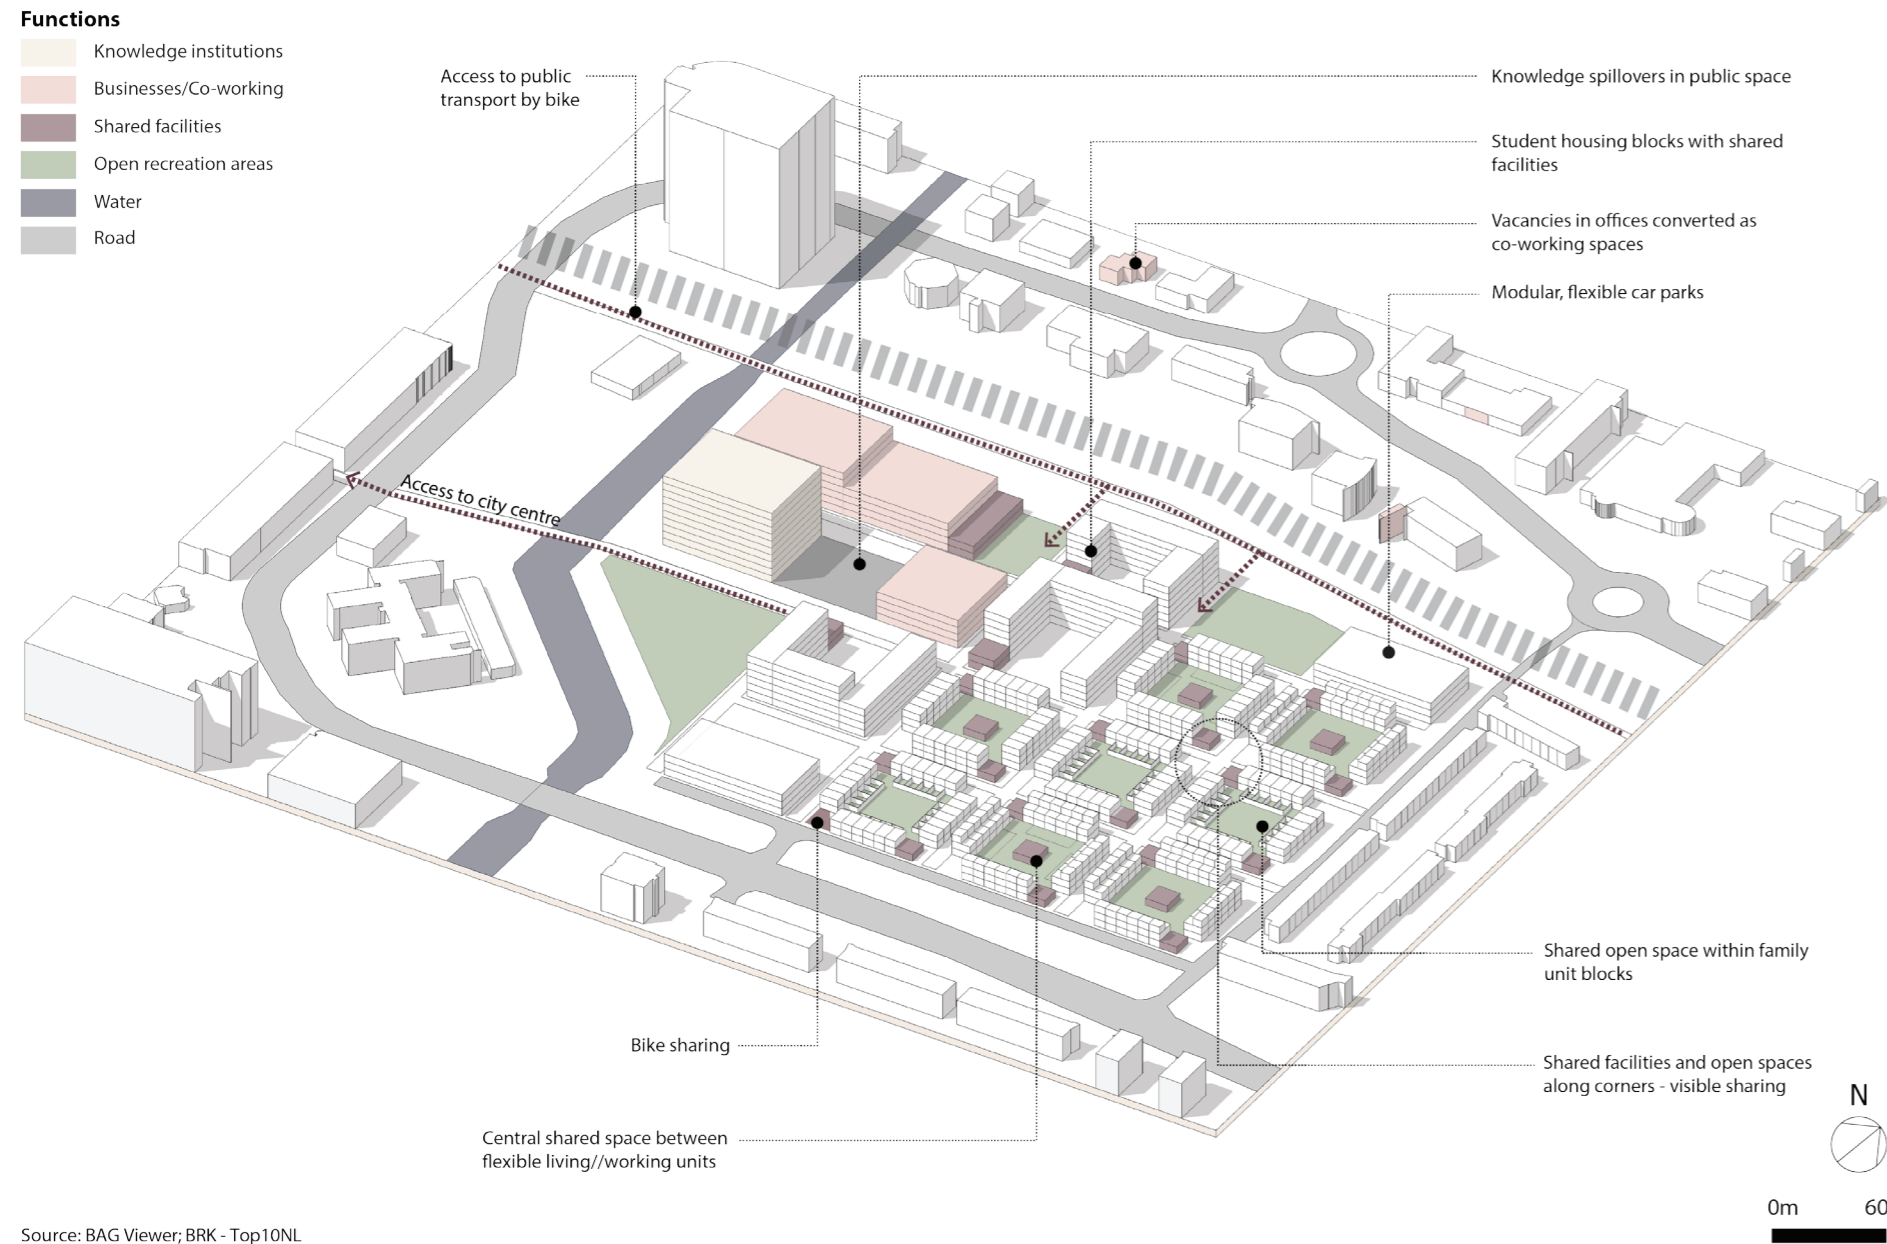 Functions
Knowledge institutions
Businesses/Co-working
Shared facilities
Open recreation areas
Water
Road
Access to public
transport by bike
Knowledge spillovers in public space
Student housing blocks with shared
facilities
Vacancies in offices converted as
co-working spaces
Modular, flexible car parks
Access to city centre
Shared open space within family
unit blocks
Bike sharing
Shared facilities and open spaces
along corners - visible sharing
Central shared space between
flexible living//working units
N
0m 60
Source: BAG Viewer; BRK - Top10NL